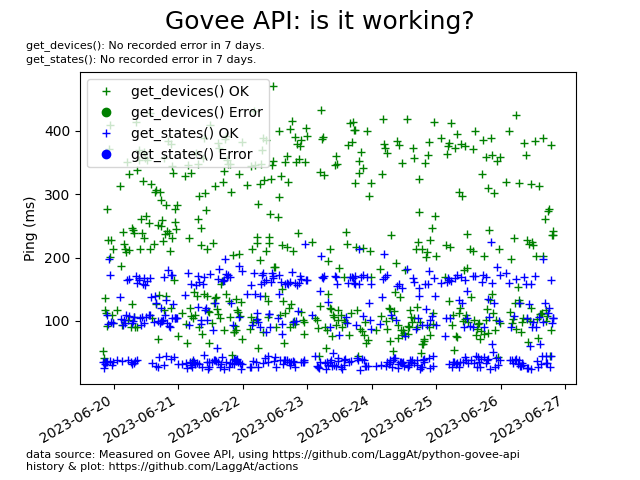 Govee API: is it working?
get_devices(): No recorded error in 7 days.
get_states(): No recorded error in 7 days.
get_devices() OK
get_devices() Error
get_states() OK
get_states() Error
Ping (ms)
400
300
200
100
2023-06-20
2023-06-21
2023-06-22
2023-06-23
2023-06-24
2023-06-25
2023-06-26
2023-06-27
data source: Measured on Govee API, using https://github.com/LaggAt/python-govee-api
history & plot: https://github.com/LaggAt/actions